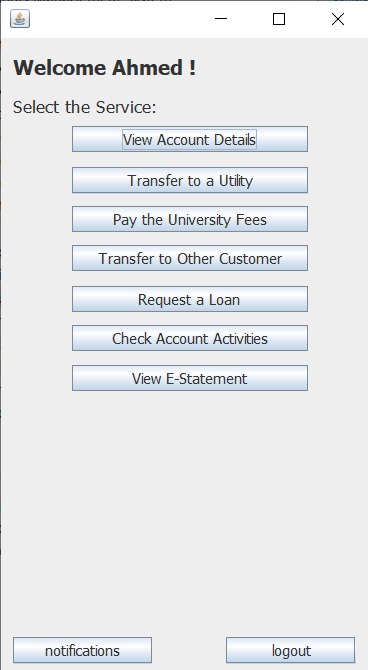 Welcome Ahmed !
Select the Service:
View Account Details
Transfer to a Utility
Pay the University Fees
Transfer to Other Customer
Request a Loan
Check Account Activities
View E-Statement
notifications
logout